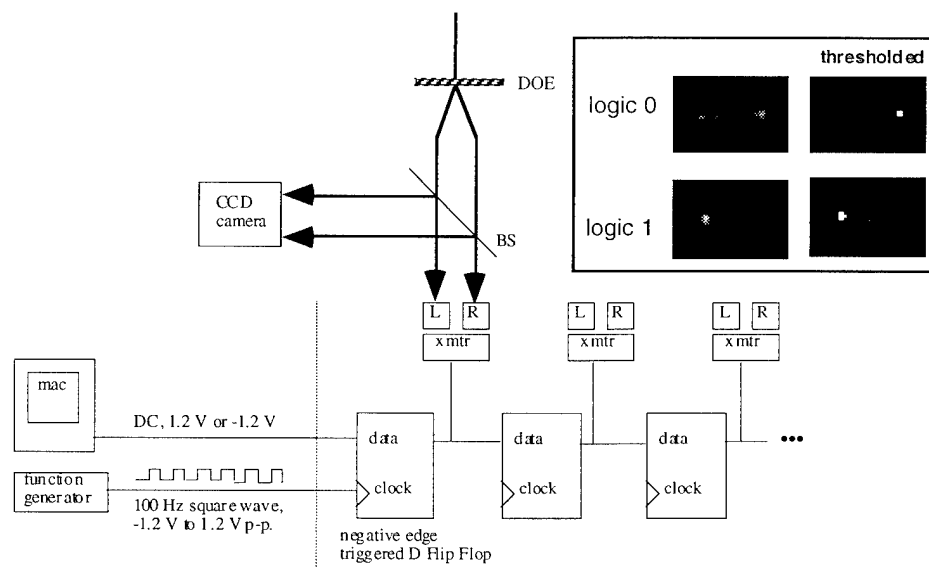 DOE
thresholded
logic 0
logic 1
CCD
camera
BS
L R
xmtr
L R
xmtr
L R
xmtr
mac
DC, 1.2 V or -1.2 V
function
generator
100 Hz square wave,
-1.2 V to 1.2 V p-p.
data
clock
data
clock
data
clock
•••
negative edge
triggered D Flip Flop